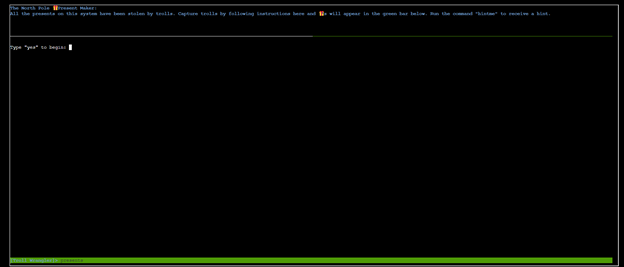 The North Pole 🎁Present Maker:
All the presents on this system have been stolen by trolls. Capture trolls by following instructions here and 🎁's will appear in the green bar below. Run the command "hintme" to receive a hint.
Type "yes" to begin: